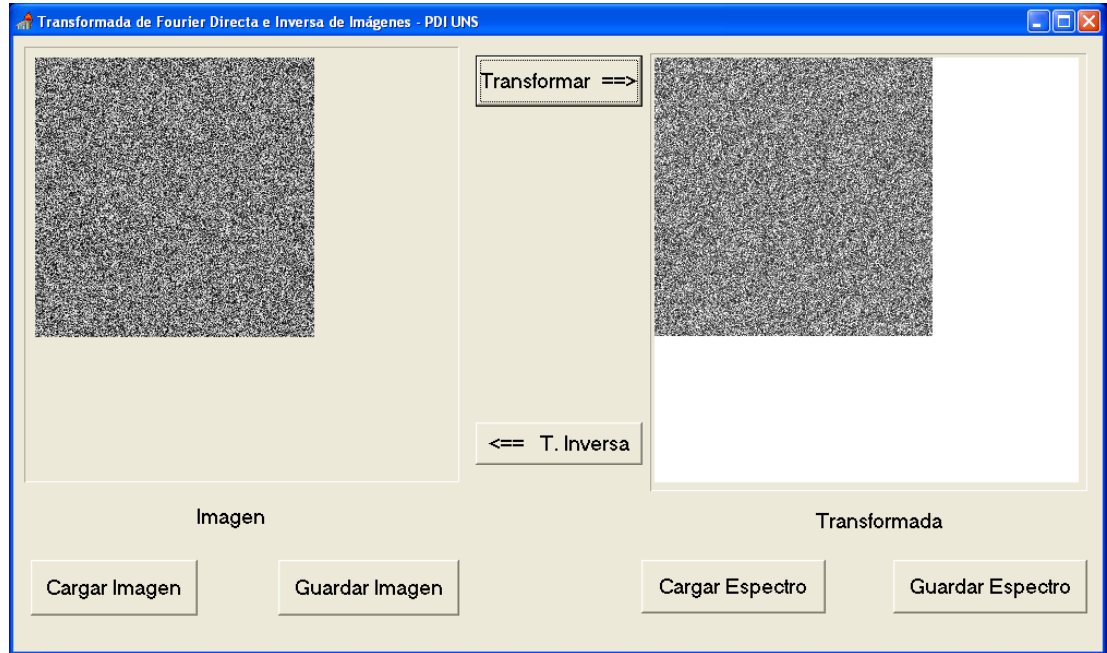 Transformada de Fourier Directa e Inversa de Imágenes - PDI UNS
Transformar ==>
<== T. Inversa
Imagen
Transformada
Cargar Imagen
Guardar Imagen
Cargar Espectro
Guardar Espectro